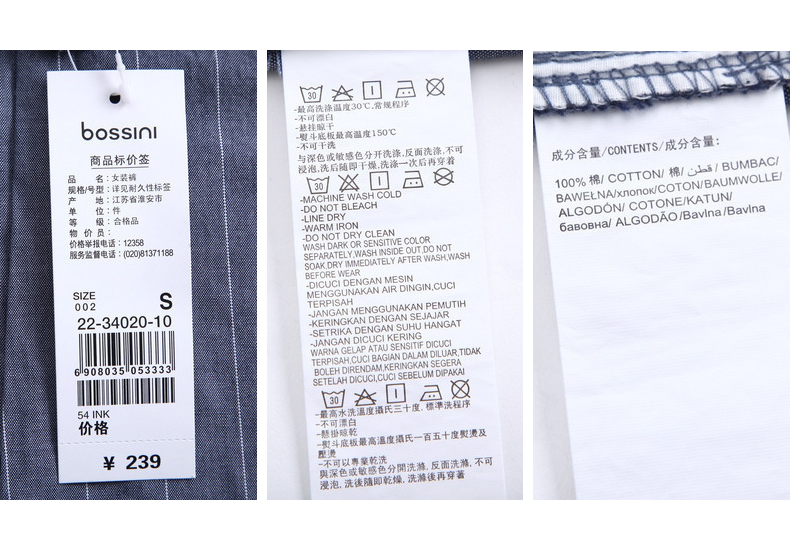 bossini
商品标价签
品 名：女装裤
规格/号型：详见耐久性标签
产 地：江苏省淮安市
单 位：件
等 级：合格品
物 价 员：
价格举报电话：12358
服务监督电话：(020)81371188
SIZE
002 S
22-34020-10
6 908035 053333
54 INK
价格
¥ 239
30
-最高洗涤温度30℃,常规程序
-不可漂白
-悬挂晾干
-熨斗底板最高温度150℃
-不可干洗
与深色或敏感色分开洗涤,反面洗涤,不可
浸泡,洗后随即干燥,洗涤一次后再穿着
30
-MACHINE WASH COLD
-DO NOT BLEACH
-LINE DRY
-WARM IRON
-DO NOT DRY CLEAN
WASH DARK OR SENSITIVE COLOR
SEPARATELY,WASH INSIDE OUT,DO NOT
SOAK,DRY IMMEDIATELY AFTER WASH,WASH
BEFORE WEAR
-DICUCI DENGAN MESIN
MENGGUNAKAN AIR DINGIN,CUCI
TERPISAH
-JANGAN MENGGUNAKAN PEMUTIH
-KERINGKAN DENGAN SEJAJAR
-SETRIKA DENGAN SUHU HANGAT
-JANGAN DICUCI KERING
WARNA GELAP ATAU SENSITIF DICUCI
TERPISAH,CUCI BAGIAN DALAM DILUAR,TIDAK
BOLEH DIRENDAM,KERINGKAN SEGERA
SETELAH DICUCI,CUCI SEBELUM DIPAKAI
30
-最高水洗溫度攝氏三十度, 標準洗程序
-不可漂白
-懸掛晾乾
-熨斗底板最高溫度攝氏一百五十度熨燙及
壓燙
-不可以專業乾洗
與深色或敏感色分開洗滌, 反面洗滌, 不可
浸泡, 洗後隨即乾燥, 洗滌後才再穿著
成分含量/CONTENTS/成分含量:
100% 棉/ COTTON/ 棉/ قطن/ BUMBAC/
BAWEŁNA/хлопок/COTON/BAUMWOLLE/
ALGODÓN/ COTONE/KATUN/
бавовна/ ALGODÃO /Bavlna /Bavlna